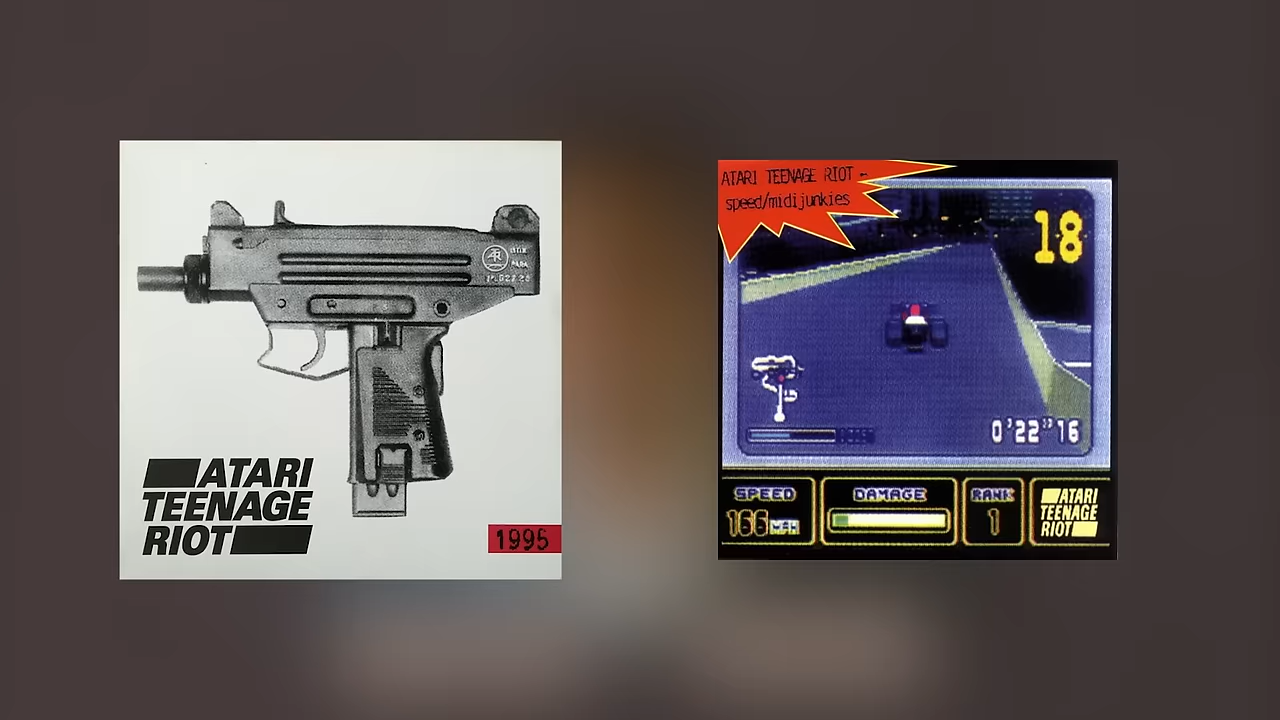 ATARI
TEENAGE
RIOT
1995
ATARI TEENAGE RIOT -
speed/midijunkies
18
0'22"16
SPEED
166 MPH
DAMAGE
RANK
1
ATARI
TEENAGE
RIOT